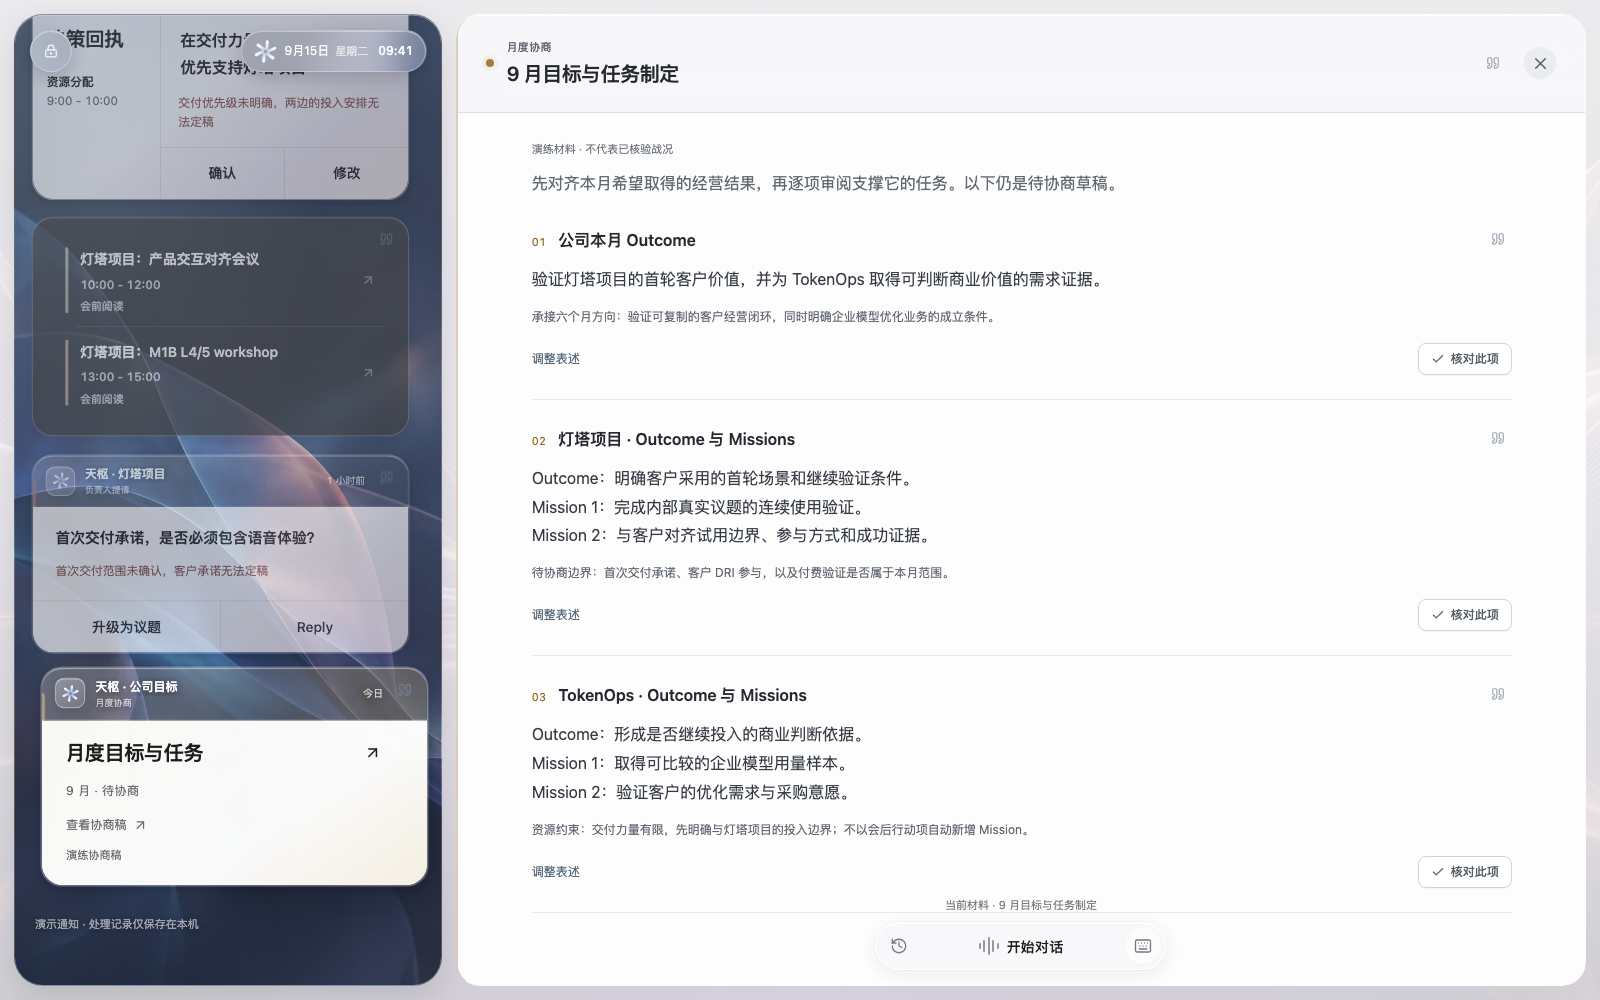 策回执
资源分配
9:00 - 10:00
在交付力
优先支持灯塔项目
9月15日 星期二 09:41
交付优先级未明确，两边的投入安排无
法定稿
确认
修改
灯塔项目：产品交互对齐会议
10:00 - 12:00
会前阅读
灯塔项目：M1B L4/5 workshop
13:00 - 15:00
会前阅读
天枢 · 灯塔项目
负责人提请
1 小时前
首次交付承诺，是否必须包含语音体验?
首次交付范围未确认，客户承诺无法定稿
升级为议题
Reply
天枢 · 公司目标
月度协商
今日
月度目标与任务
9 月 · 待协商
查看协商稿
演练协商稿
演示通知 · 处理记录仅保存在本机
月度协商
9 月目标与任务制定
演练材料 · 不代表已核验战况
先对齐本月希望取得的经营结果，再逐项审阅支撑它的任务。以下仍是待协商草稿。
01 公司本月 Outcome
验证灯塔项目的首轮客户价值，并为 TokenOps 取得可判断商业价值的需求证据。
承接六个月方向：验证可复制的客户经营闭环，同时明确企业模型优化业务的成立条件。
调整表述
核对此项
02 灯塔项目 · Outcome 与 Missions
Outcome：明确客户采用的首轮场景和继续验证条件。
Mission 1：完成内部真实议题的连续使用验证。
Mission 2：与客户对齐试用边界、参与方式和成功证据。
待协商边界：首次交付承诺、客户 DRI 参与，以及付费验证是否属于本月范围。
调整表述
核对此项
03 TokenOps · Outcome 与 Missions
Outcome：形成是否继续投入的商业判断依据。
Mission 1：取得可比较的企业模型用量样本。
Mission 2：验证客户的优化需求与采购意愿。
资源约束：交付力量有限，先明确与灯塔项目的投入边界；不以会后行动项自动新增 Mission。
调整表述
核对此项
当前材料 · 9 月目标与任务制定
开始对话